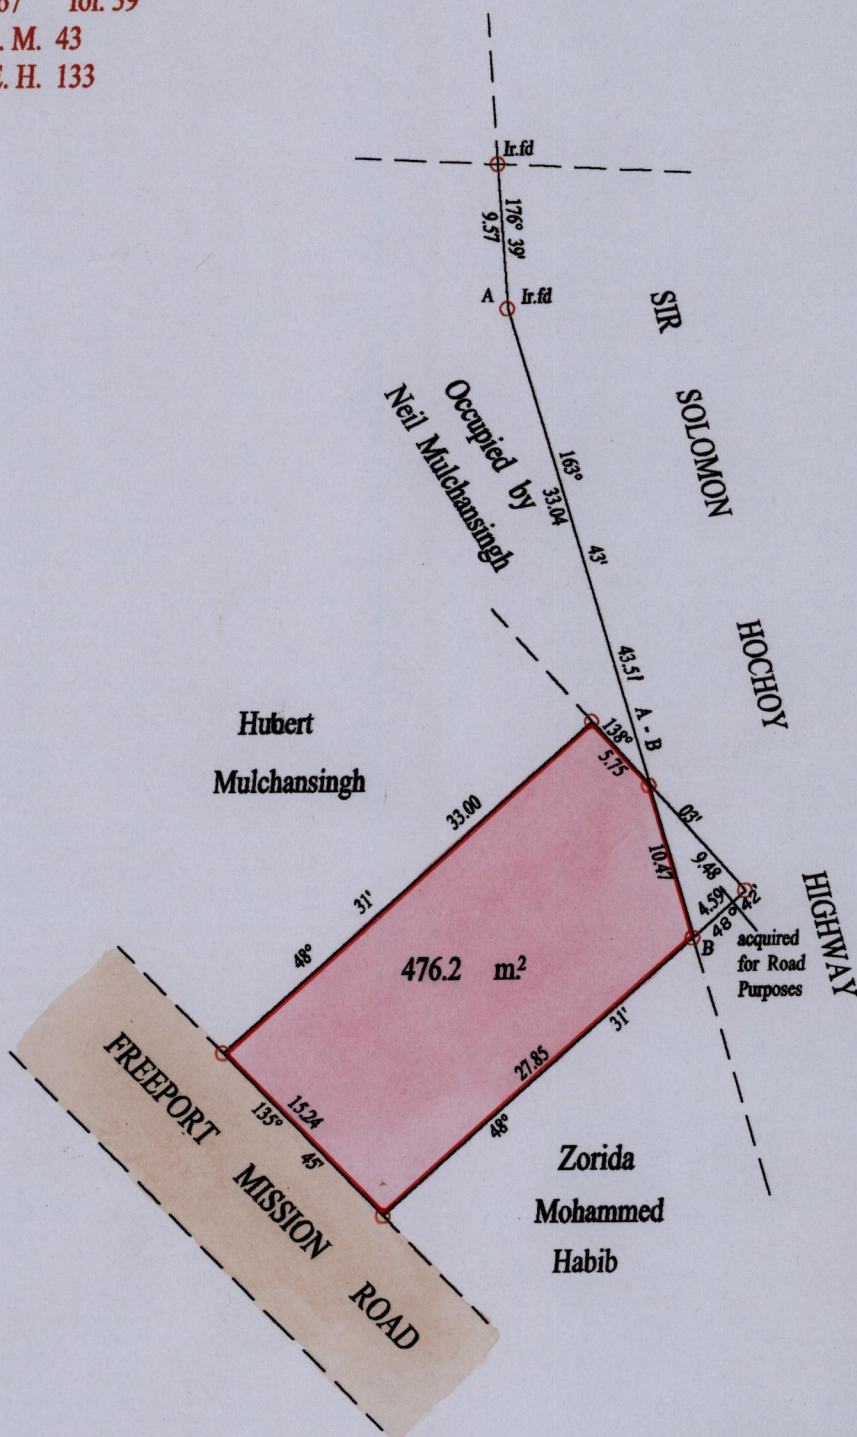 fol. 59
. M. 43
E. H. 133
Ir.fd
176° 39'
9.57
A
Ir.fd
SIR
SOLOMON
HOCHOY
HIGHWAY
Occupied by
Neil Mulchansingh
163° 43'
33.04
43.51 A - B
Hubert
Mulchansingh
138° 03'
5.75
33.00
48° 31'
10.47
9.48
4.59
48° 42'
B
acquired
for Road
Purposes
476.2 m.²
27.85
48° 31'
15.24
135° 45'
FREEPORT MISSION ROAD
Zorida
Mohammed
Habib